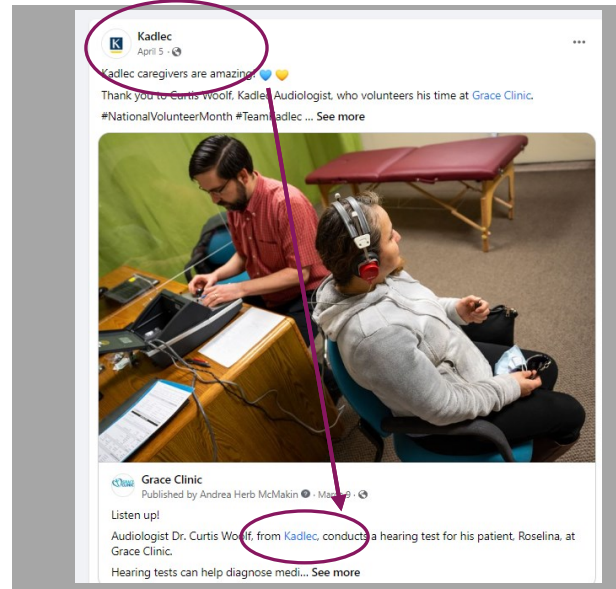 K
Kadlec
April 5 ·
Kadlec caregivers are amazing! 💙 💛
Thank you to Curtis Woolf, Kadlec Audiologist, who volunteers his time at Grace Clinic.
#NationalVolunteerMonth #TeamKadlec ... See more
Grace Clinic
Published by Andrea Herb McMakin · March 9 ·
Listen up!
Audiologist Dr. Curtis Woolf, from Kadlec, conducts a hearing test for his patient, Roselina, at
Grace Clinic.
Hearing tests can help diagnose medi... See more